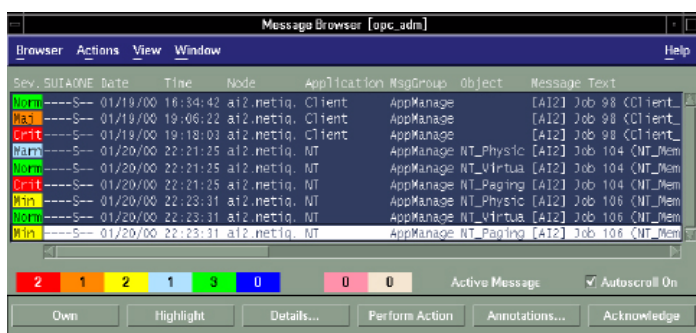 Message Browser [opc_adm]
Browser Actions View Window Help
Sev. SUIAONE Date Time Node Application MsgGroup Object Message Text
Norm ----S-- 01/19/00 16:34:42 ai2.netiq. Client AppManage [AI2] Job 98 (Client_
Maj ----S-- 01/19/00 19:06:22 ai2.netiq. Client AppManage [AI2] Job 98 (Client_
Crit ----S-- 01/19/00 19:18:03 ai2.netiq. Client AppManage [AI2] Job 98 (Client_
Warn ----S-- 01/20/00 22:21:25 ai2.netiq. NT AppManage NT_Physic [AI2] Job 104 (NT_Mem
Norm ----S-- 01/20/00 22:21:25 ai2.netiq. NT AppManage NT_Virtua [AI2] Job 104 (NT_Mem
Crit ----S-- 01/20/00 22:21:25 ai2.netiq. NT AppManage NT_Paging [AI2] Job 104 (NT_Mem
Min ----S-- 01/20/00 22:23:31 ai2.netiq. NT AppManage NT_Physic [AI2] Job 106 (NT_Mem
Norm ----S-- 01/20/00 22:23:31 ai2.netiq. NT AppManage NT_Virtua [AI2] Job 106 (NT_Mem
Min ----S-- 01/20/00 22:23:31 ai2.netiq. NT AppManage NT_Paging [AI2] Job 106 (NT_Mem
2 1 2 1 3 0 0 0 Active Message Autoscroll On
Own Highlight Details... Perform Action Annotations... Acknowledge